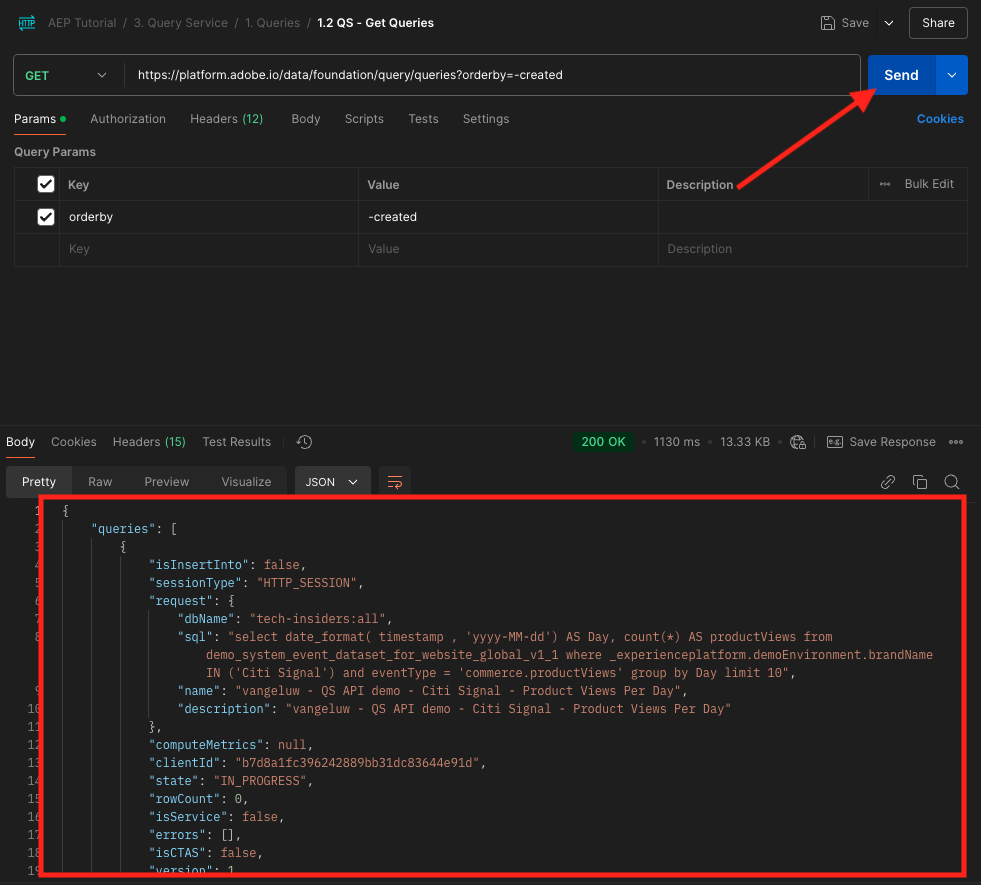 HTTP AEP Tutorial / 3. Query Service / 1. Queries / 1.2 QS - Get Queries Save Share
GET https://platform.adobe.io/data/foundation/query/queries?orderby=-created Send
Params Authorization Headers (12) Body Scripts Tests Settings Cookies
Query Params
Key Value Description Bulk Edit
orderby -created
Key Value Description
Body Cookies Headers (15) Test Results 200 OK 1130 ms 13.33 KB Save Response
Pretty Raw Preview Visualize JSON
1 {
2 "queries": [
3 {
4 "isInsertInto": false,
5 "sessionType": "HTTP_SESSION",
6 "request": {
7 "dbName": "tech-insiders:all",
8 "sql": "select date_format( timestamp , 'yyyy-MM-dd') AS Day, count(*) AS productViews from
demo_system_event_dataset_for_website_global_v1_1 where _experienceplatform.demoEnvironment.brandName
IN ('Citi Signal') and eventType = 'commerce.productViews' group by Day limit 10",
9 "name": "vangeluw - QS API demo - Citi Signal - Product Views Per Day",
10 "description": "vangeluw - QS API demo - Citi Signal - Product Views Per Day"
11 },
12 "computeMetrics": null,
13 "clientId": "b7d8a1fc396242889bb31dc83644e91d",
14 "state": "IN_PROGRESS",
15 "rowCount": 0,
16 "isService": false,
17 "errors": [],
18 "isCTAS": false,
19 "version": 1